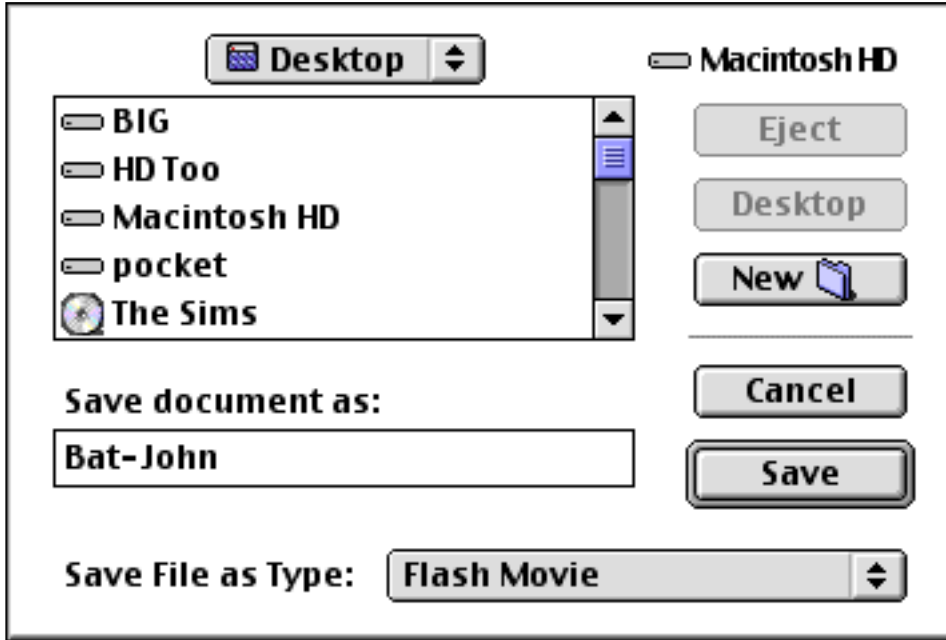 Desktop
Macintosh HD
BIG
HD Too
Macintosh HD
pocket
The Sims
Eject
Desktop
New
Save document as:
Bat-John
Cancel
Save
Save File as Type:
Flash Movie